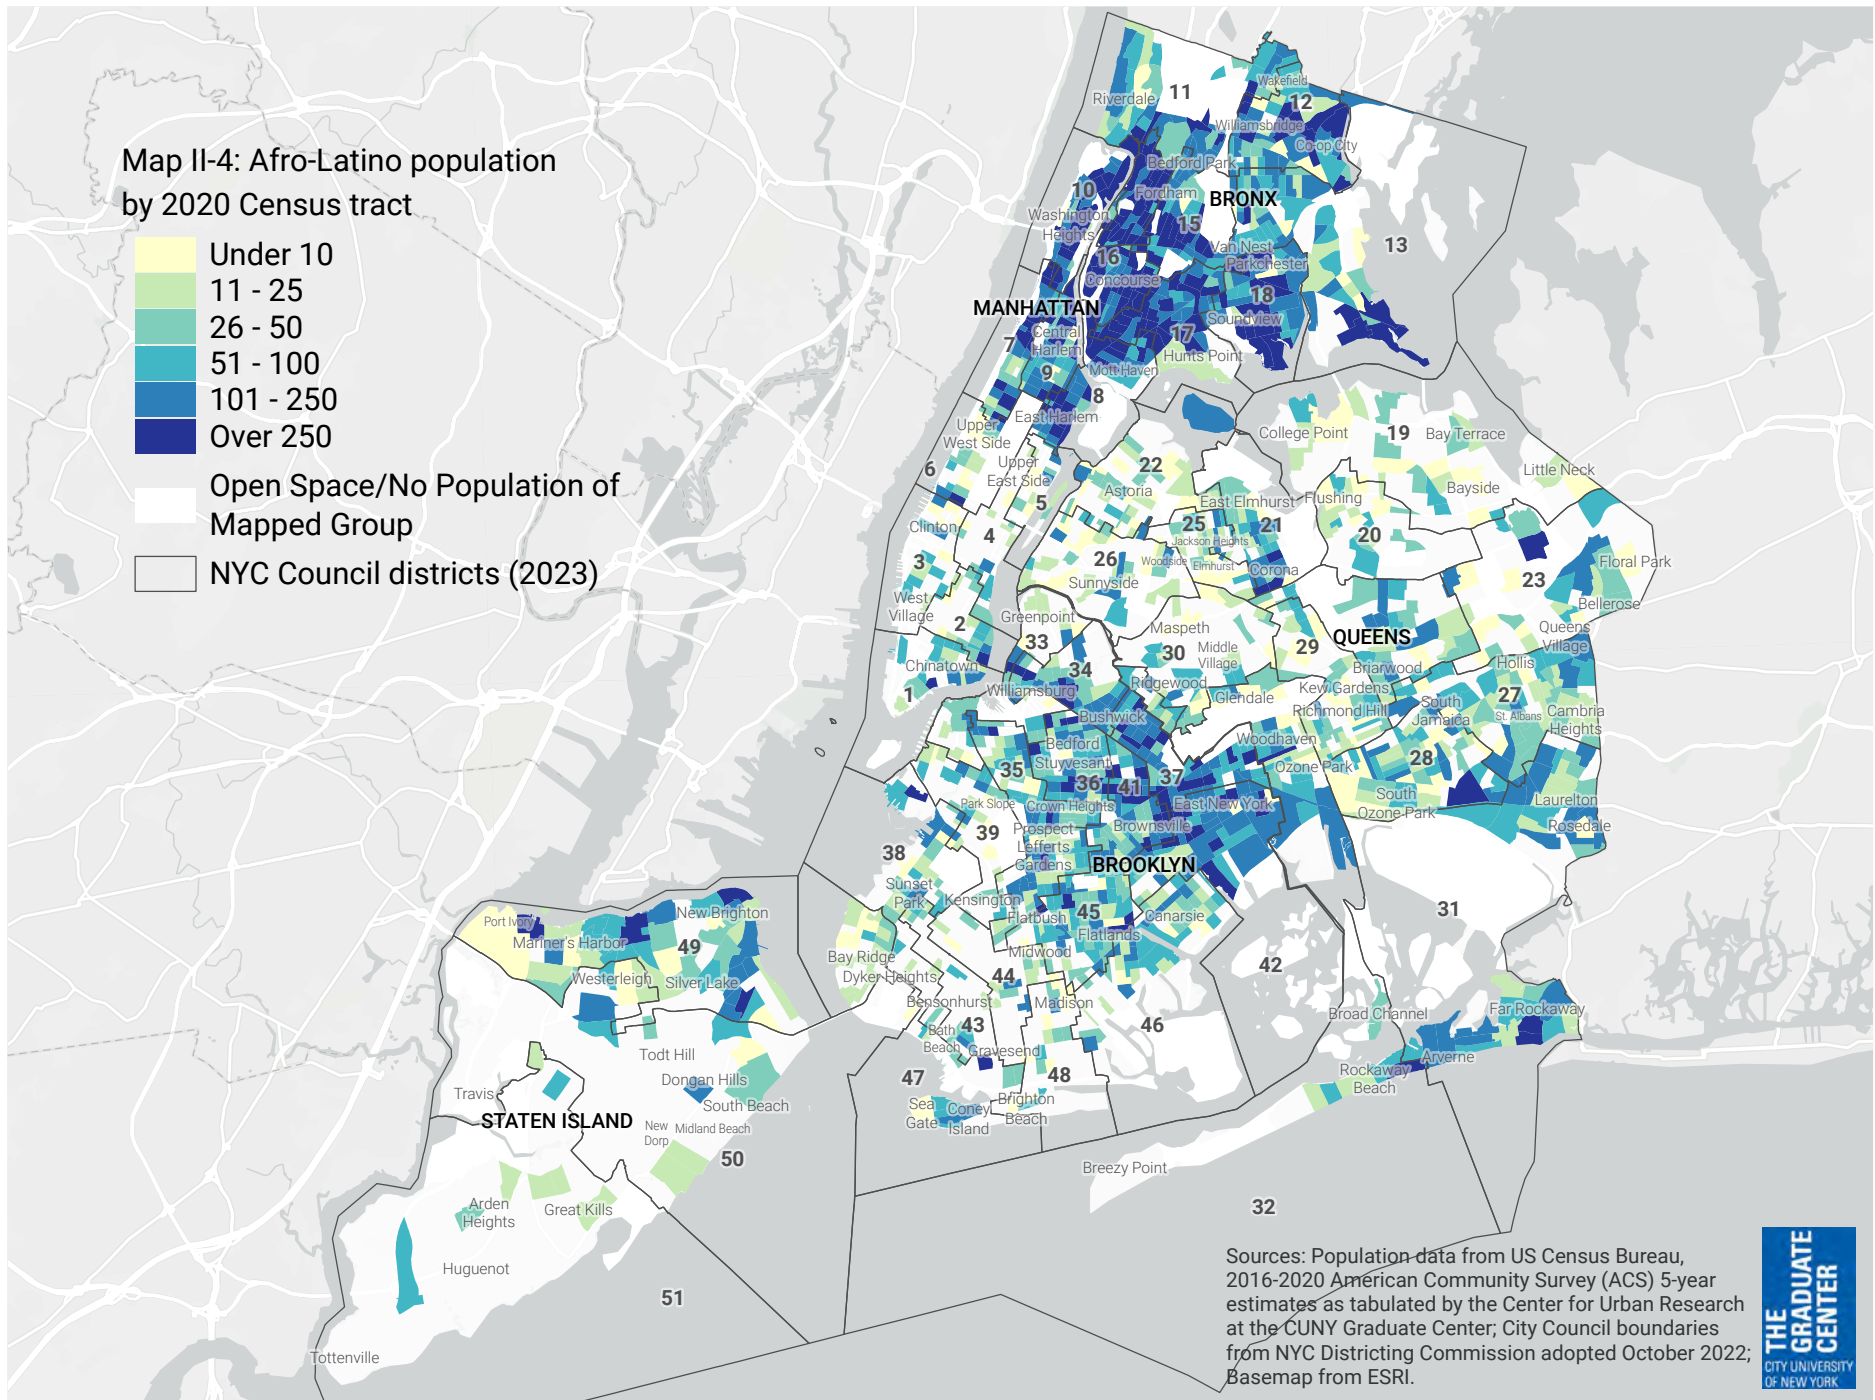 Map II-4: Afro-Latino population
by 2020 Census tract
Under 10
11 - 25
26 - 50
51 - 100
101 - 250
Over 250
Open Space/No Population of
Mapped Group
NYC Council districts (2023)
Wakefield
11
Riverdale
12
Williamsbridge
Co-op City
Bedford Park
10
Fordham
BRONX
Washington
Heights
15
13
Van Nest
16
Parkchester
Concourse
18
MANHATTAN
Soundview
Central
Harlem
17
7
Hunts Point
9
Mott Haven
8
East Harlem
Upper
West Side
College Point
19
Bay Terrace
6
Upper
East Side
22
Little Neck
Astoria
Bayside
5
East Elmhurst
Flushing
Clinton
25
21
4
20
Jackson Heights
3
26
Woodside
Elmhurst
Corona
Floral Park
Sunnyside
23
West
Village
Bellerose
2
Greenpoint
Maspeth
QUEENS
Queens
Village
33
30
Middle
Village
29
Chinatown
34
Briarwood
Hollis
1
Williamsburg
Ridgewood
Glendale
Kew Gardens
27
Richmond Hill
South
Jamaica
St. Albans
Cambria
Heights
Bushwick
Bedford
Stuyvesant
Woodhaven
28
35
Ozone Park
36
41
37
South
Ozone Park
Laurelton
Park Slope
Crown Heights
East New York
39
Prospect
Lefferts
Gardens
Brownsville
Rosedale
38
BROOKLYN
Sunset
Park
Kensington
31
Port Ivory
New Brighton
Flatbush
45
Canarsie
Mariner's Harbor
49
Flatlands
Bay Ridge
Midwood
42
Dyker Heights
44
Westerleigh
Silver Lake
Bensonhurst
Madison
Far Rockaway
Broad Channel
43
46
Bath
Beach
Gravesend
Todt Hill
Arverne
47
48
Rockaway
Beach
Dongan Hills
Travis
South Beach
Sea
Gate
Coney
Island
Brighton
Beach
STATEN ISLAND
New
Dorp
Midland Beach
50
Breezy Point
Arden
Heights
Great Kills
32
Huguenot
51
Tottenville
Sources: Population data from US Census Bureau,
2016-2020 American Community Survey (ACS) 5-year
estimates as tabulated by the Center for Urban Research
at the CUNY Graduate Center; City Council boundaries
from NYC Districting Commission adopted October 2022;
Basemap from ESRI.
THE
GRADUATE
CENTER
CITY UNIVERSITY
OF NEW YORK